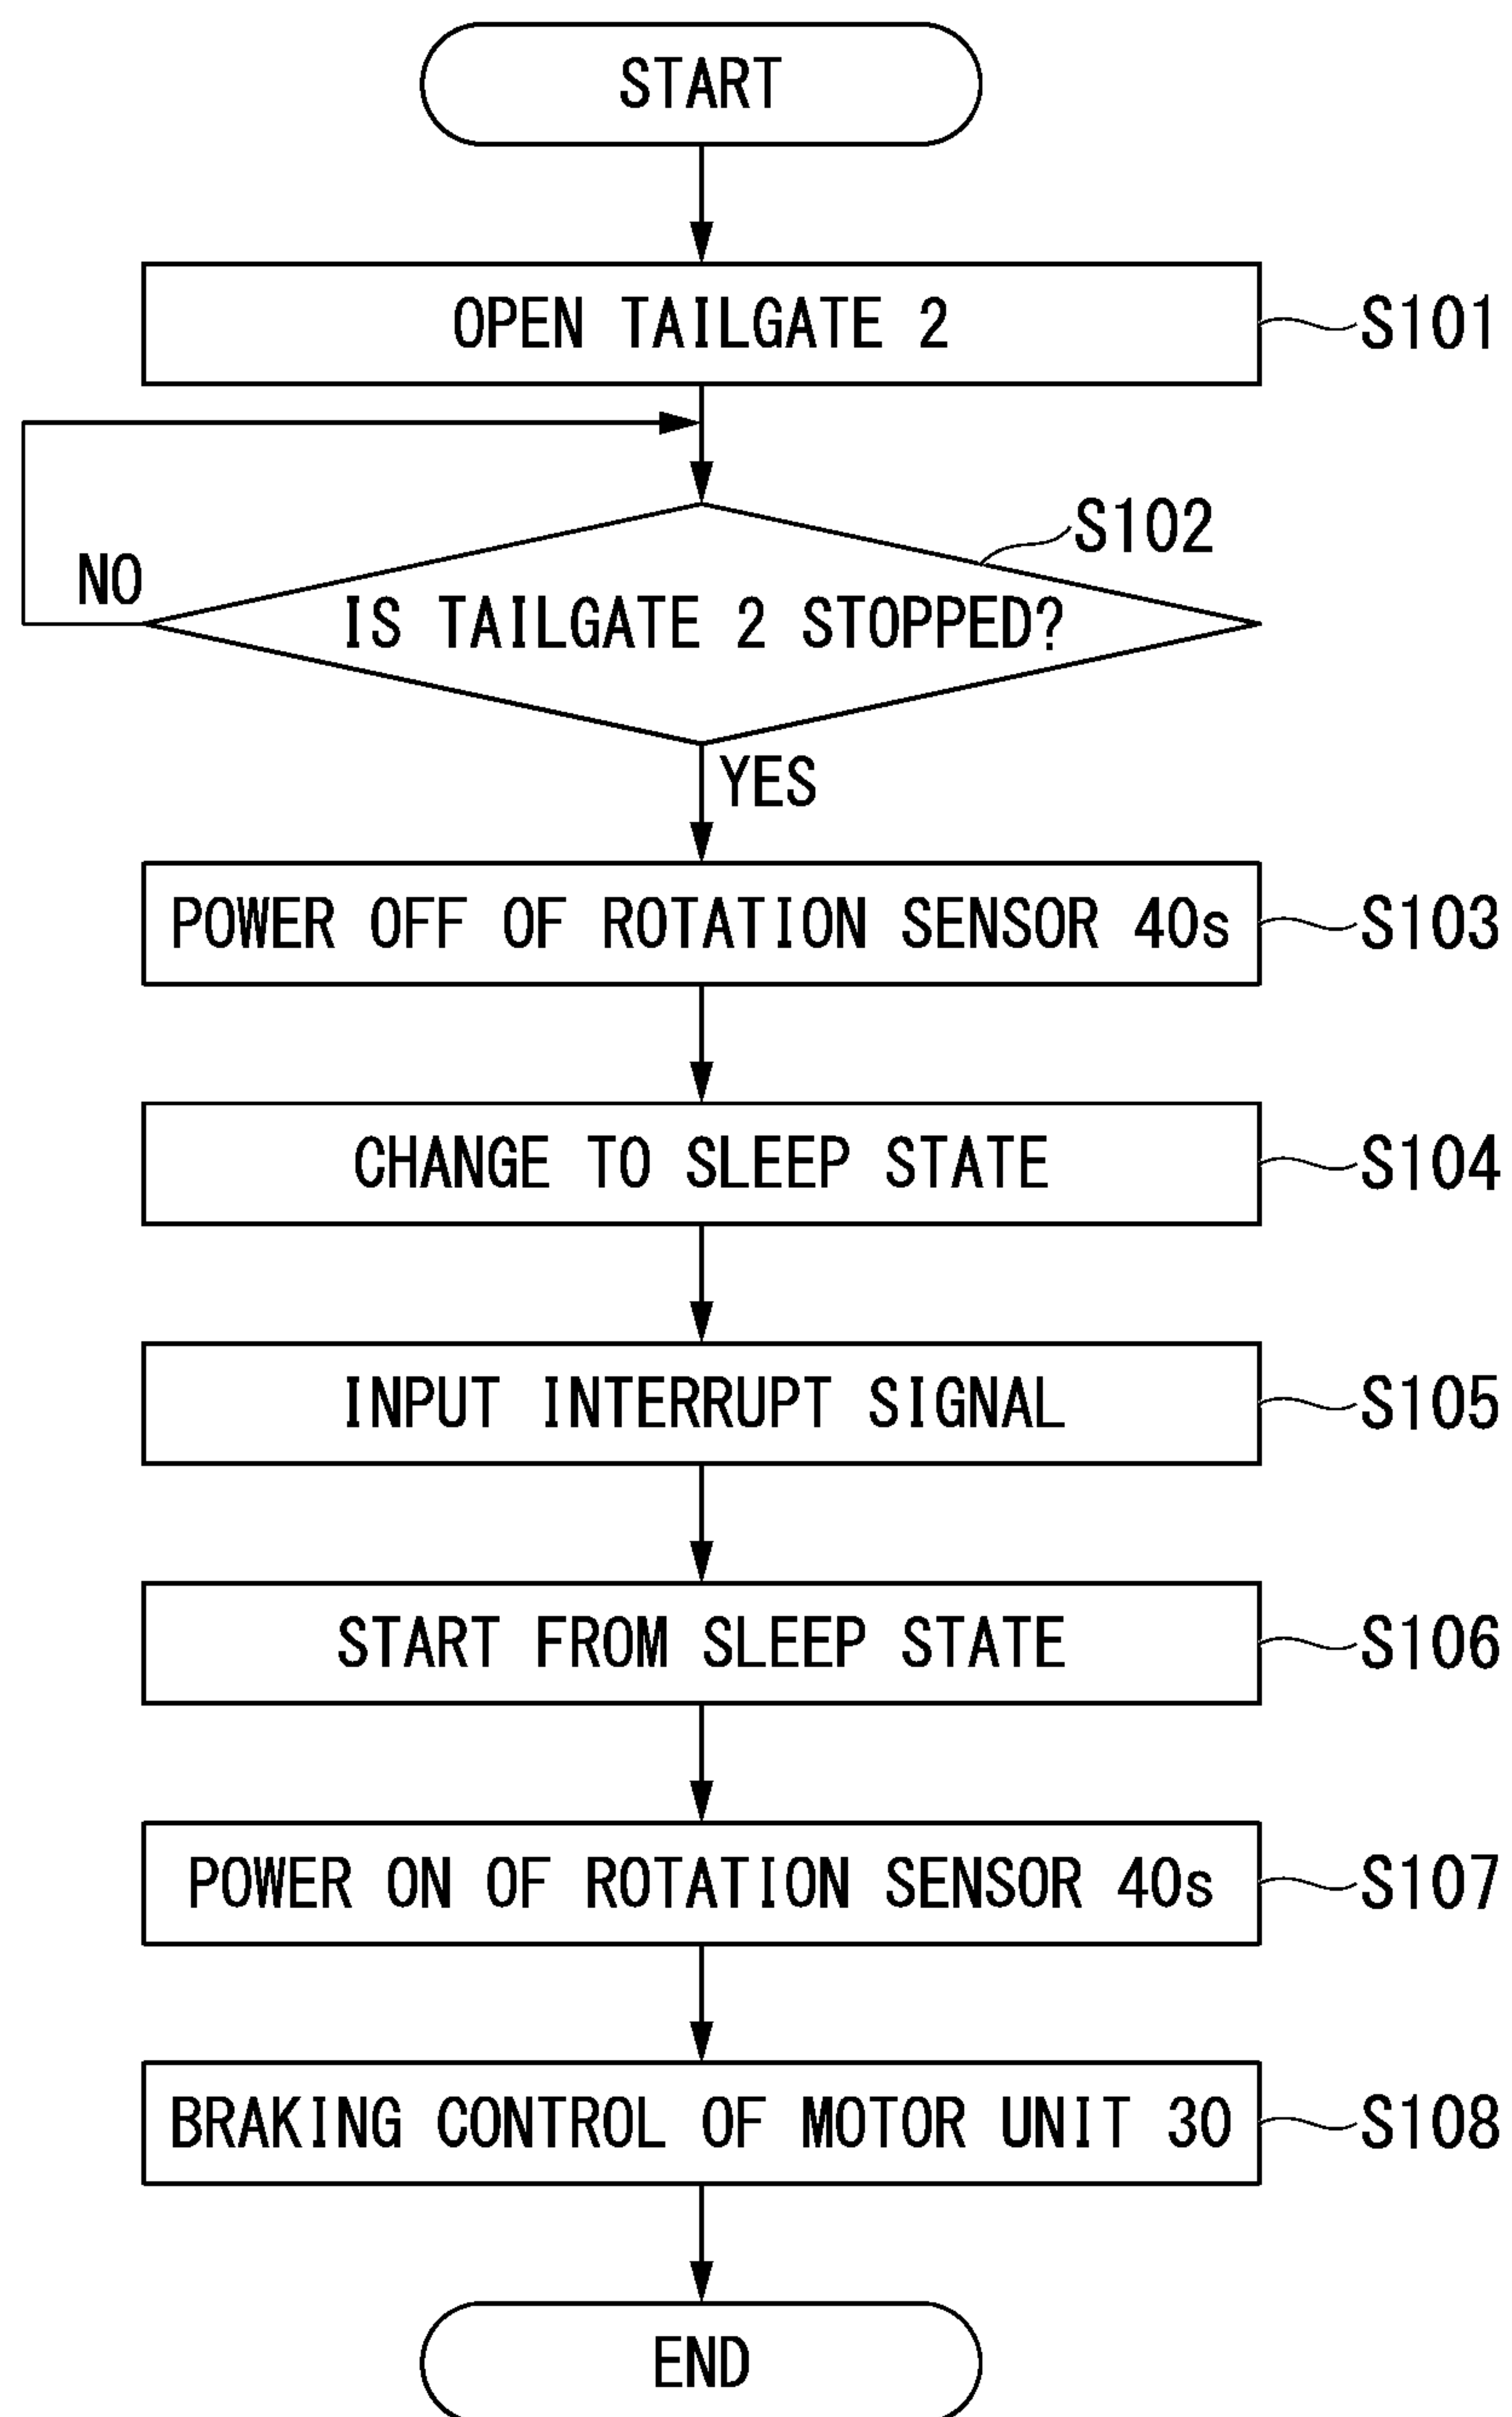 START
OPEN TAILGATE 2
S101
S102
NO
IS TAILGATE 2 STOPPED?
YES
POWER OFF OF ROTATION SENSOR 40s
S103
CHANGE TO SLEEP STATE
S104
INPUT INTERRUPT SIGNAL
S105
START FROM SLEEP STATE
S106
POWER ON OF ROTATION SENSOR 40s
S107
BRAKING CONTROL OF MOTOR UNIT 30
S108
END